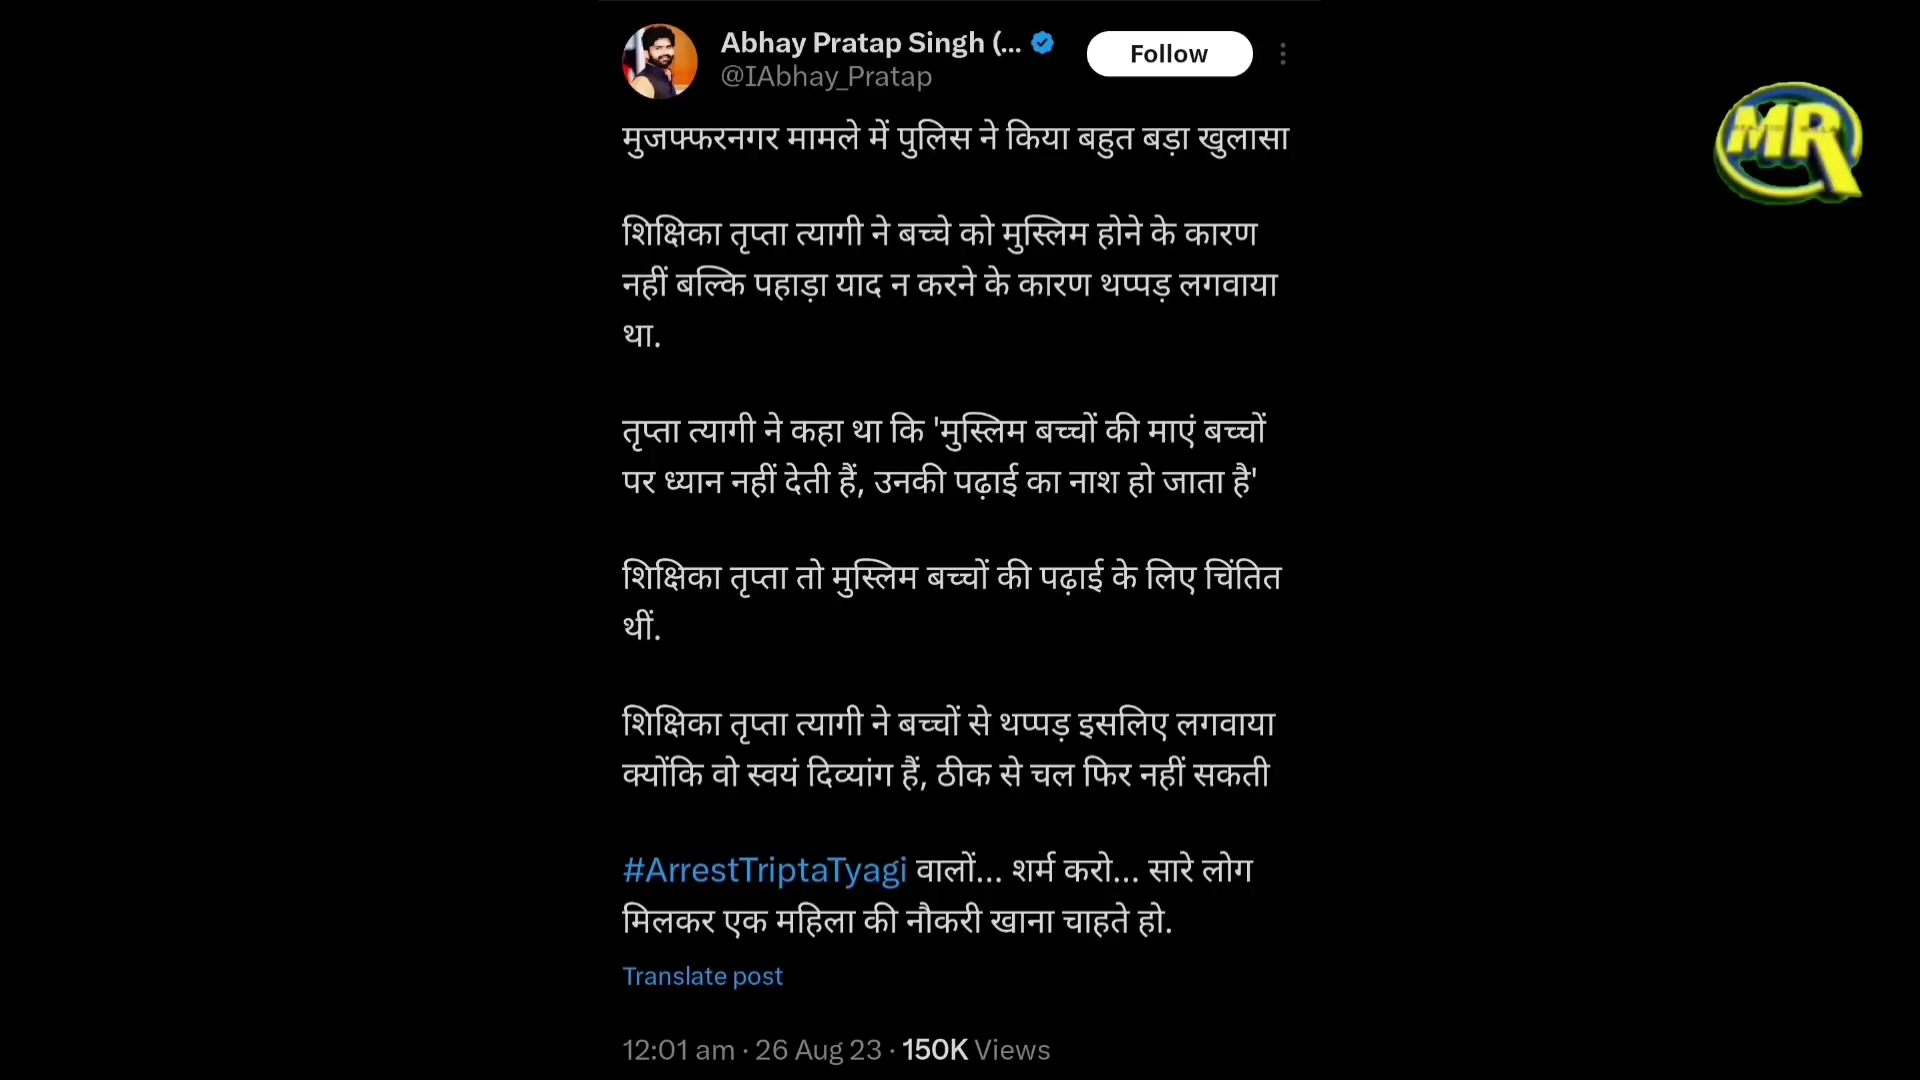 Abhay Pratap Singh (...
Follow
@IAbhay_Pratap
मुजफ्फरनगर मामले में पुलिस ने किया बहुत बड़ा खुलासा
शिक्षिका तृप्ता त्यागी ने बच्चे को मुस्लिम होने के कारण
नहीं बल्कि पहाड़ा याद न करने के कारण थप्पड़ लगवाया
था.
तृप्ता त्यागी ने कहा था कि 'मुस्लिम बच्चों की माएं बच्चों
पर ध्यान नहीं देती हैं, उनकी पढ़ाई का नाश हो जाता है'
शिक्षिका तृप्ता तो मुस्लिम बच्चों की पढ़ाई के लिए चिंतित
थीं.
शिक्षिका तृप्ता त्यागी ने बच्चों से थप्पड़ इसलिए लगवाया
क्योंकि वो स्वयं दिव्यांग हैं, ठीक से चल फिर नहीं सकती
#ArrestTriptaTyagi वालों... शर्म करो... सारे लोग
मिलकर एक महिला की नौकरी खाना चाहते हो.
Translate post
12:01 am · 26 Aug 23 · 150K Views
MR